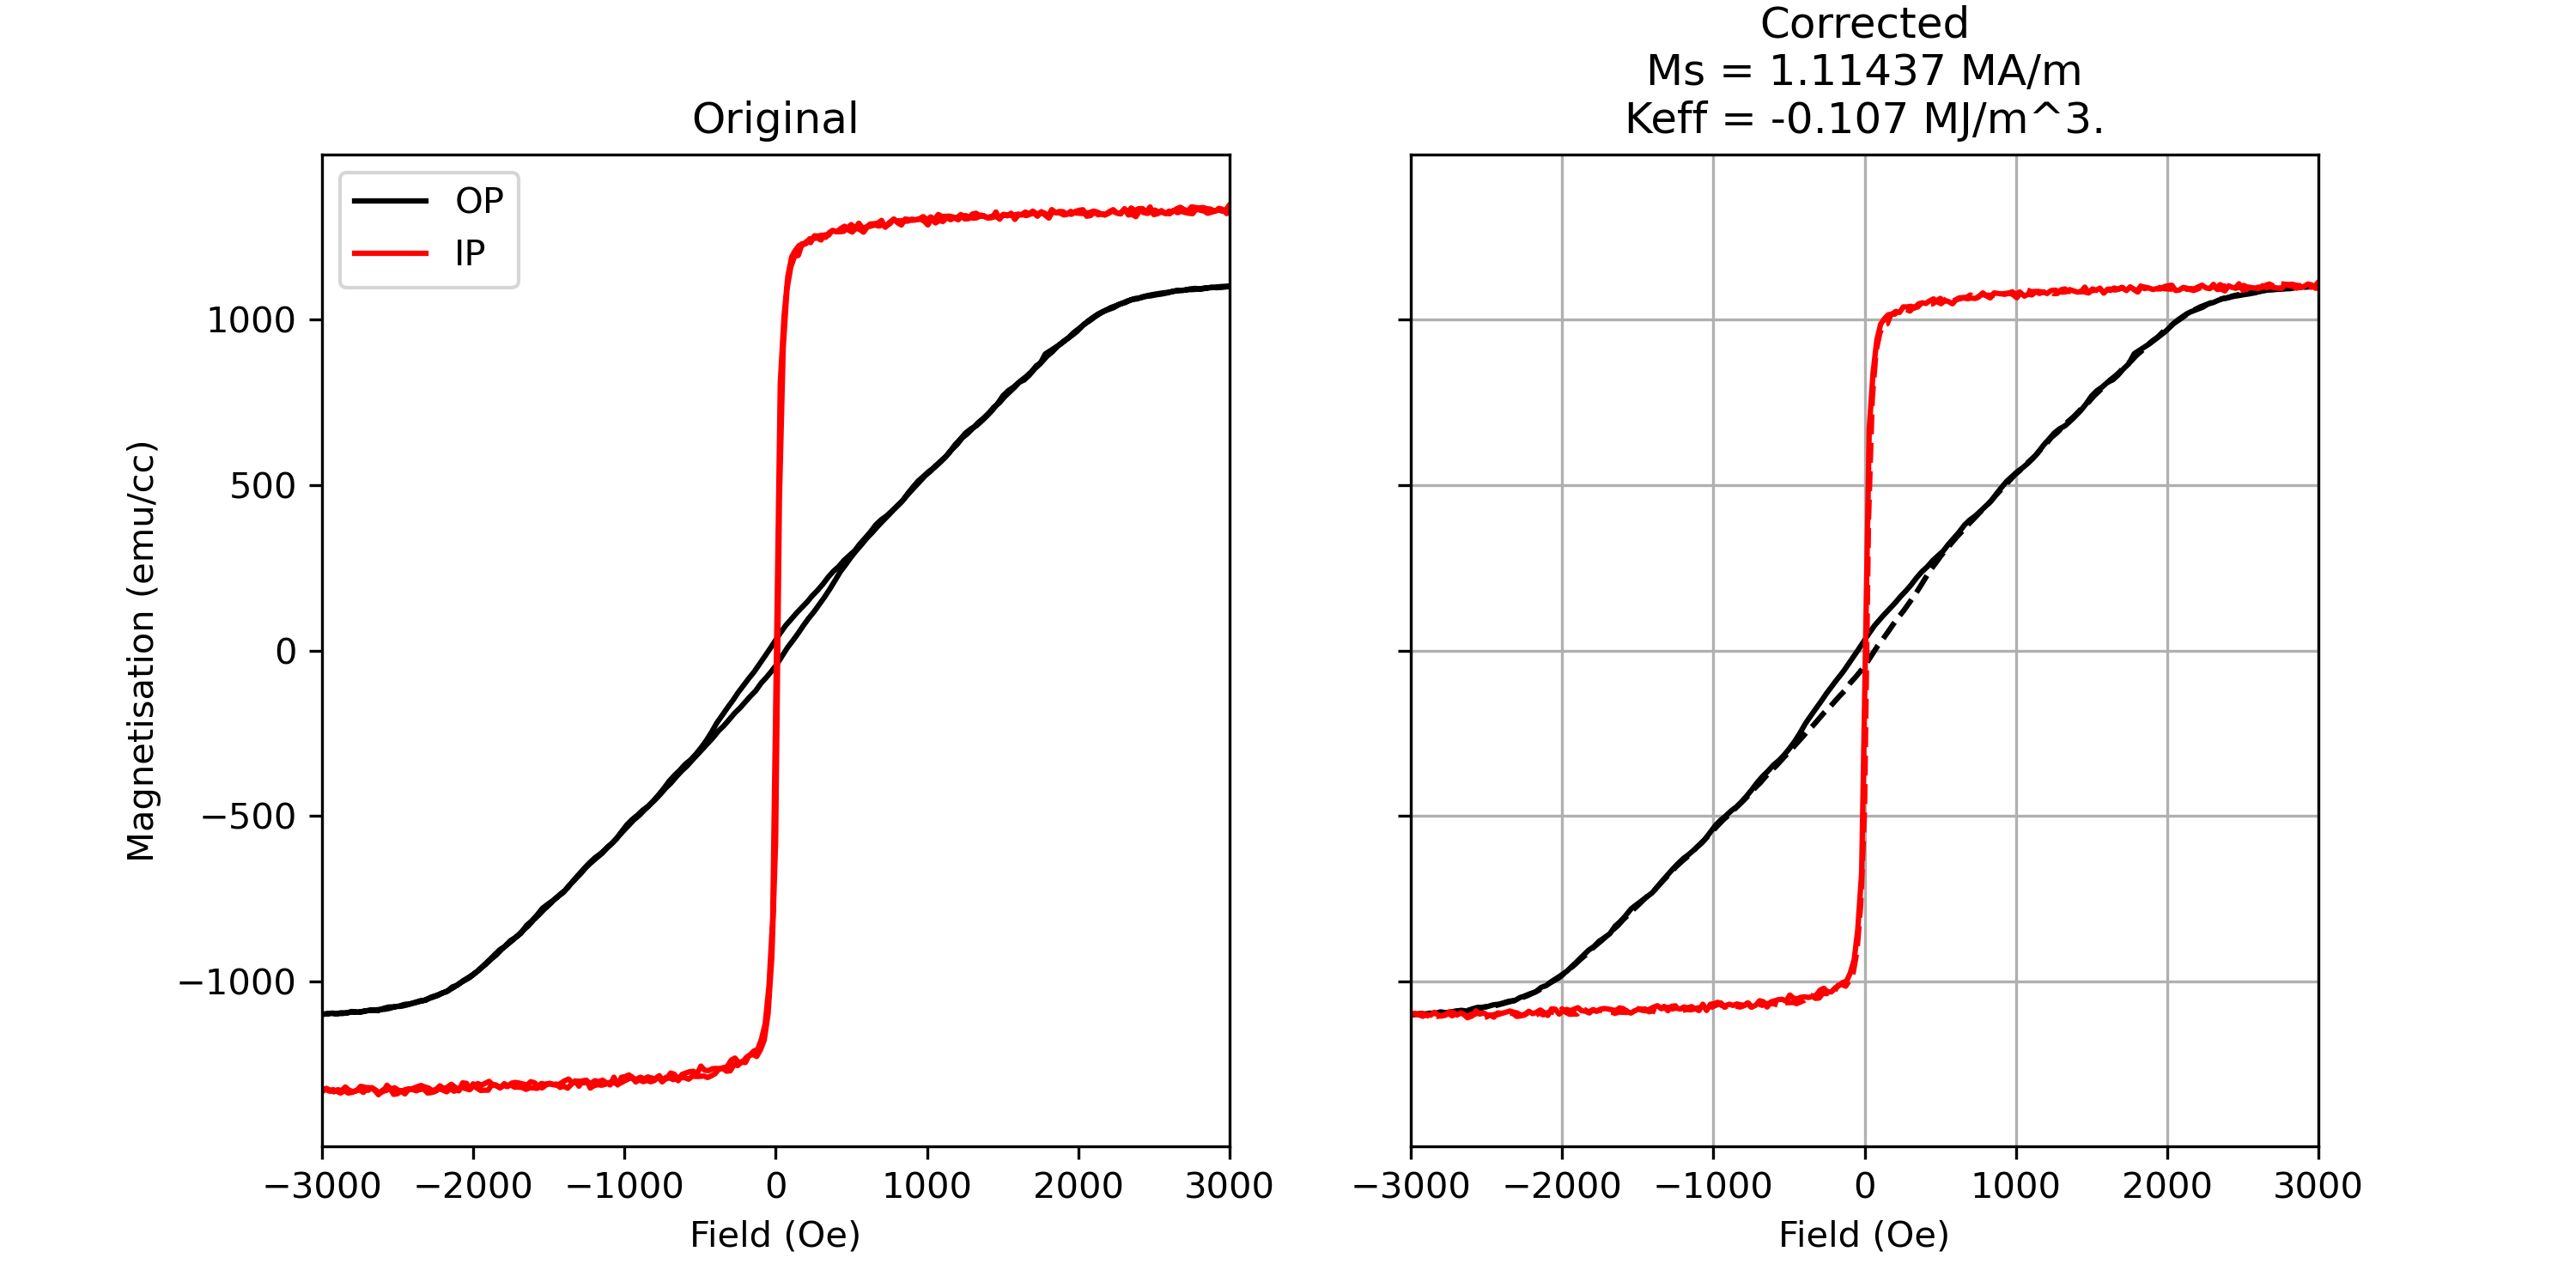 Original
OP
IP
1000
500
0
−500
−1000
Magnetisation (emu/cc)
−3000 −2000 −1000 0 1000 2000 3000
Field (Oe)
Corrected
Ms = 1.11437 MA/m
Keff = -0.107 MJ/m^3.
−3000 −2000 −1000 0 1000 2000 3000
Field (Oe)